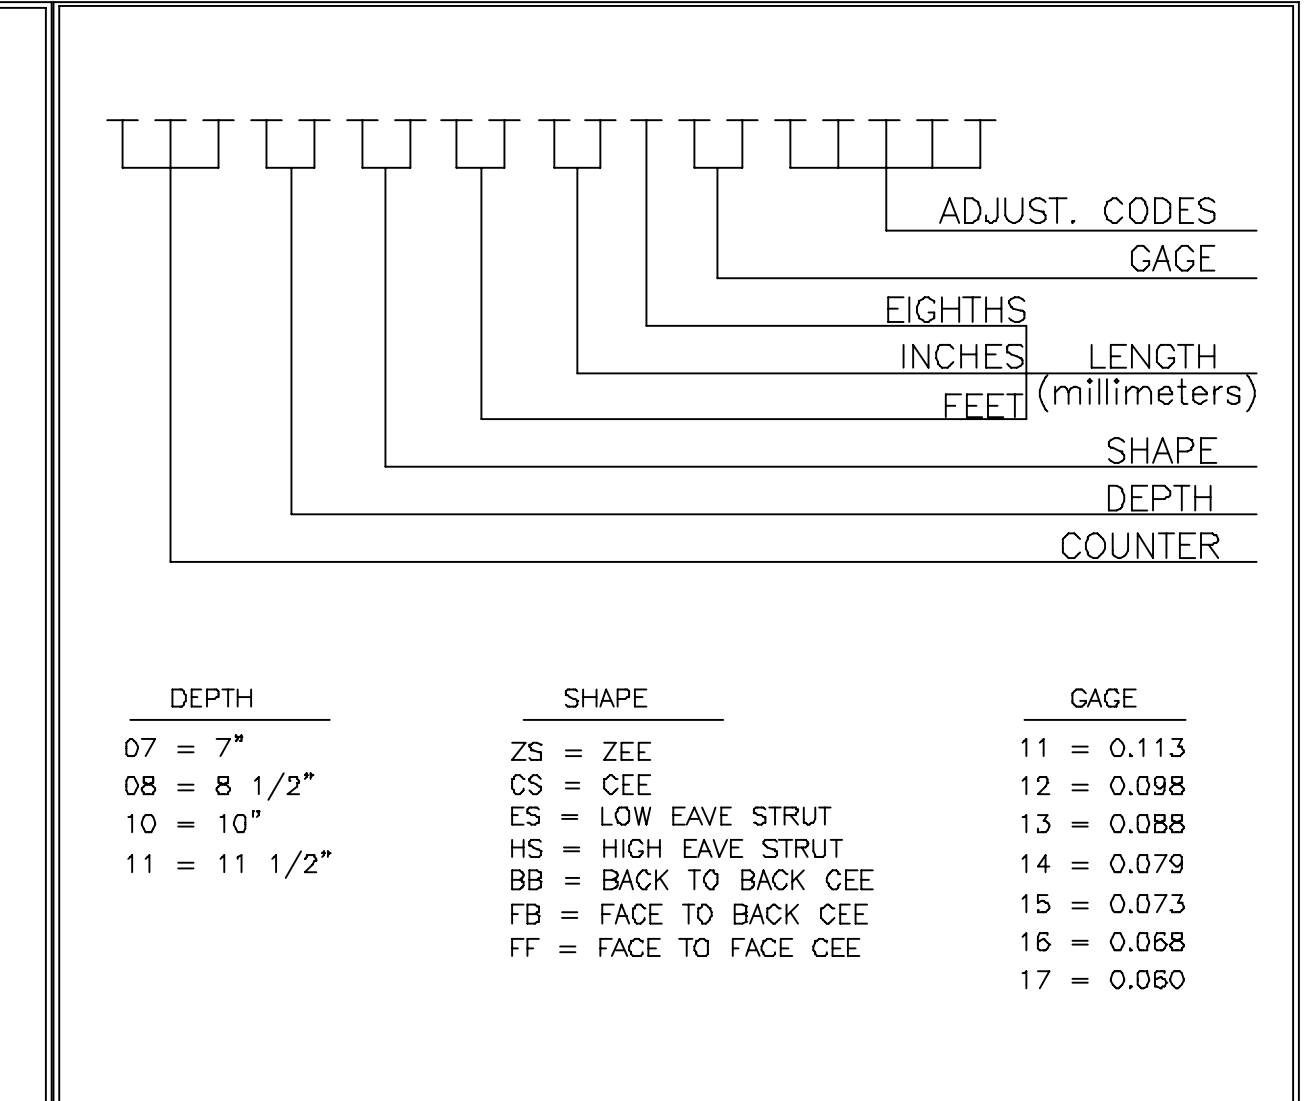 ADJUST. CODES
GAGE
EIGHTHS
INCHES LENGTH
(millimeters)
FEET
SHAPE
DEPTH
COUNTER
DEPTH SHAPE GAGE
07 = 7" ZS = ZEE 11 = 0.113
08 = 8 1/2" CS = CEE 12 = 0.098
10 = 10" ES = LOW EAVE STRUT 13 = 0.088
11 = 11 1/2" HS = HIGH EAVE STRUT 14 = 0.079
BB = BACK TO BACK CEE 15 = 0.073
FB = FACE TO BACK CEE 16 = 0.068
FF = FACE TO FACE CEE 17 = 0.060